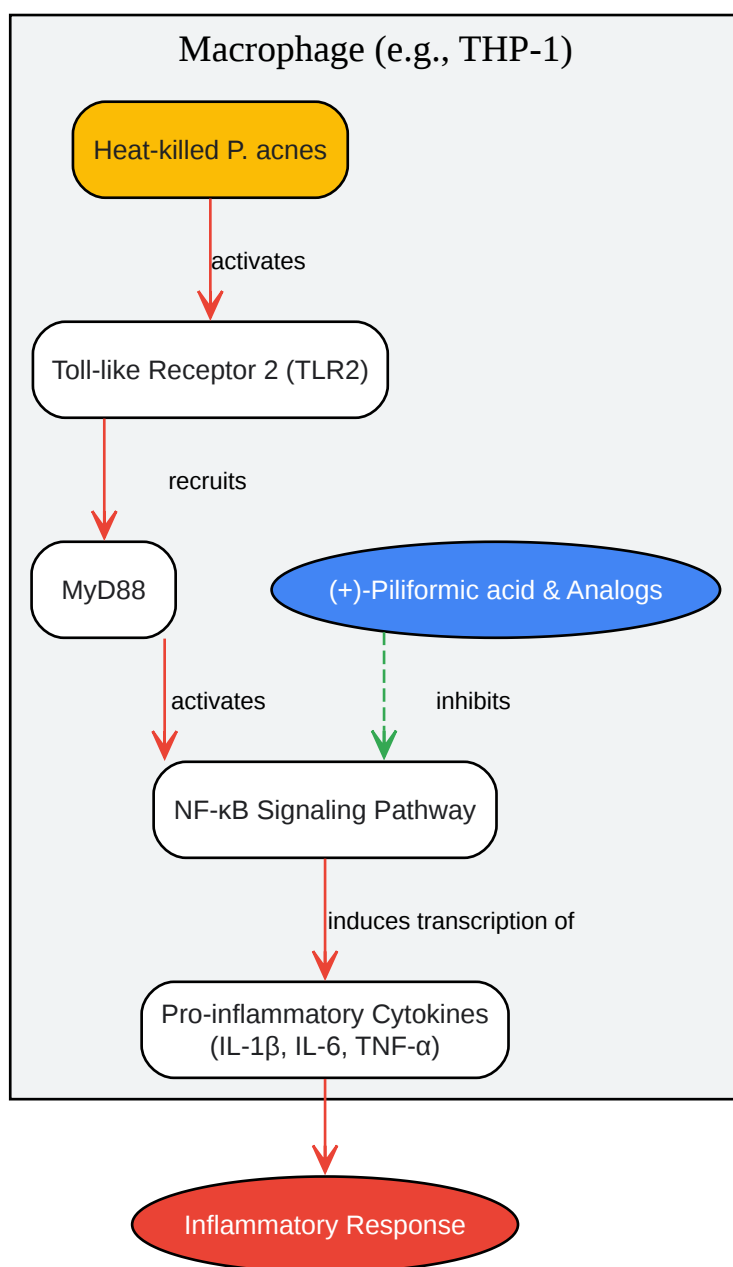 Macrophage (e.g., THP-1)
Heat-killed P. acnes
activates
Toll-like Receptor 2 (TLR2)
recruits
MyD88
(+)-Piliformic acid & Analogs
activates
inhibits
NF-κB Signaling Pathway
induces transcription of
Pro-inflammatory Cytokines
(IL-1β, IL-6, TNF-α)
Inflammatory Response